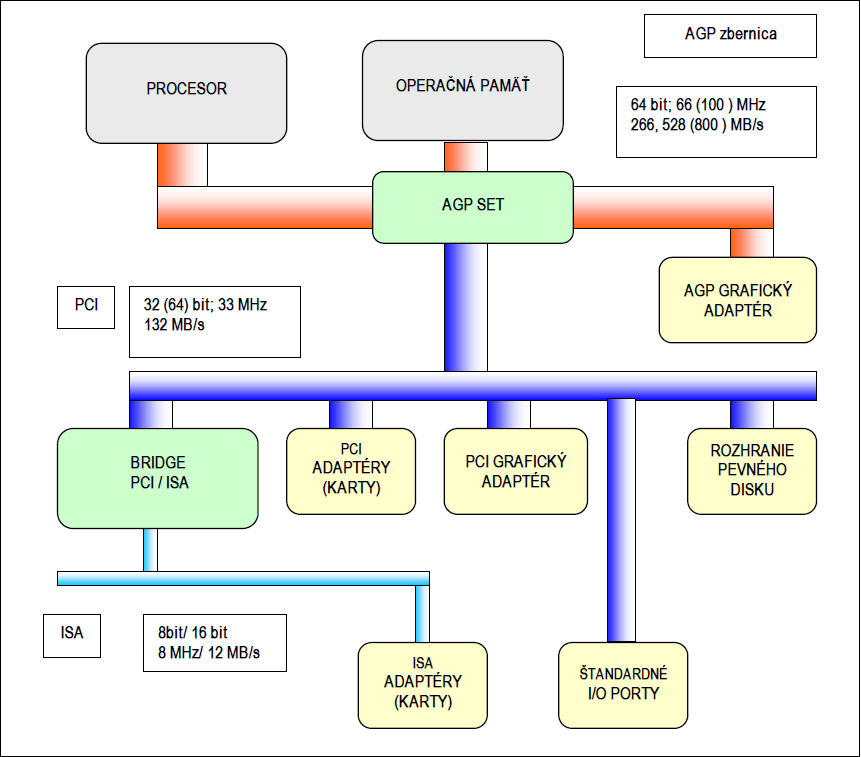 AGP zbernica
PROCESOR
OPERAČNÁ PAMÄŤ
64 bit; 66 (100 ) MHz
266, 528 (800 ) MB/s
AGP SET
AGP GRAFICKÝ
ADAPTÉR
PCI
32 (64) bit; 33 MHz
132 MB/s
BRIDGE
PCI / ISA
PCI
ADAPTÉRY
(KARTY)
PCI GRAFICKÝ
ADAPTÉR
ROZHRANIE
PEVNÉHO
DISKU
ISA
8bit/ 16 bit
8 MHz/ 12 MB/s
ISA
ADAPTÉRY
(KARTY)
ŠTANDARDNÉ
I/O PORTY